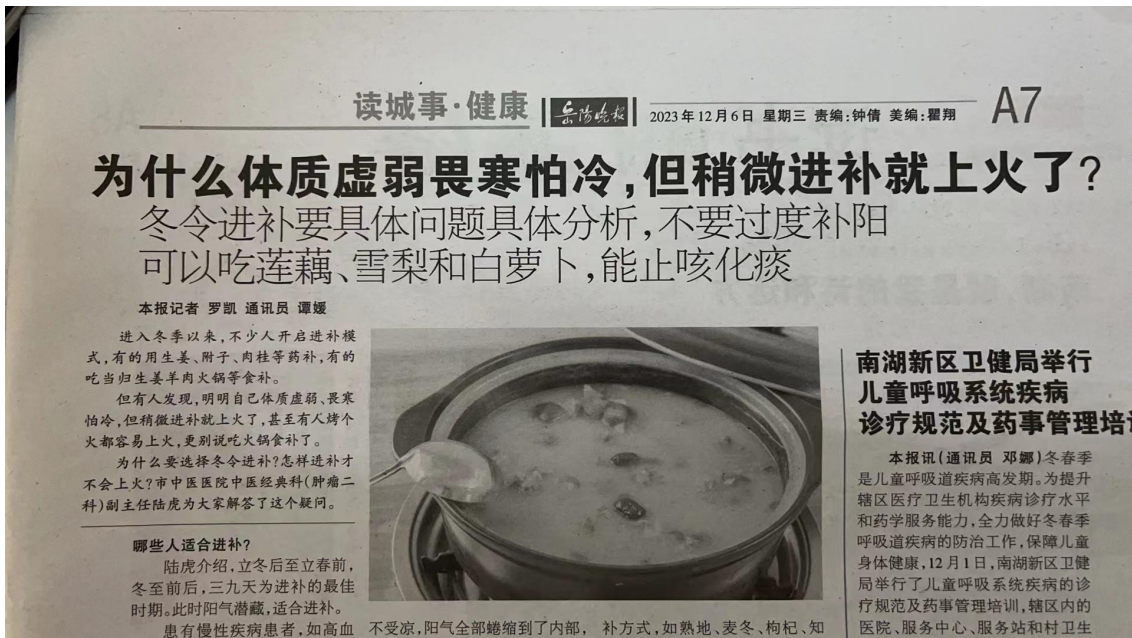 读城事·健康
岳阳晚报
2023年12月6日 星期三 责编:钟倩 美编:瞿翔
A7
为什么体质虚弱畏寒怕冷,但稍微进补就上火了?
冬令进补要具体问题具体分析,不要过度补阳
可以吃莲藕、雪梨和白萝卜,能止咳化痰
本报记者 罗凯 通讯员 谭媛
进入冬季以来,不少人开启进补模
式,有的用生姜、附子、肉桂等药补,有的
吃当归生姜羊肉火锅等食补。
但有人发现,明明自己体质虚弱、畏寒
怕冷,但稍微进补就上火了,甚至有人烤个
火都容易上火,更别说吃火锅食补了。
为什么要选择冬令进补?怎样进补才
不会上火?市中医医院中医经典科(肿瘤二
科)副主任陆虎为大家解答了这个疑问。
哪些人适合进补?
陆虎介绍,立冬后至立春前,
冬至前后,三九天为进补的最佳
时期。此时阳气潜藏,适合进补。
患有慢性疾病患者,如高血
不受凉,阳气全部蜷缩到了内部,
补方式,如熟地、麦冬、枸杞、知
南湖新区卫健局举行
儿童呼吸系统疾病
诊疗规范及药事管理培
本报讯(通讯员 邓娜)冬春季
是儿童呼吸道疾病高发期。为提升
辖区医疗卫生机构疾病诊疗水平
和药学服务能力,全力做好冬春季
呼吸道疾病的防治工作,保障儿童
身体健康,12月1日,南湖新区卫健
局举行了儿童呼吸系统疾病的诊
疗规范及药事管理培训,辖区内的
医院、服务中心、服务站和村卫生